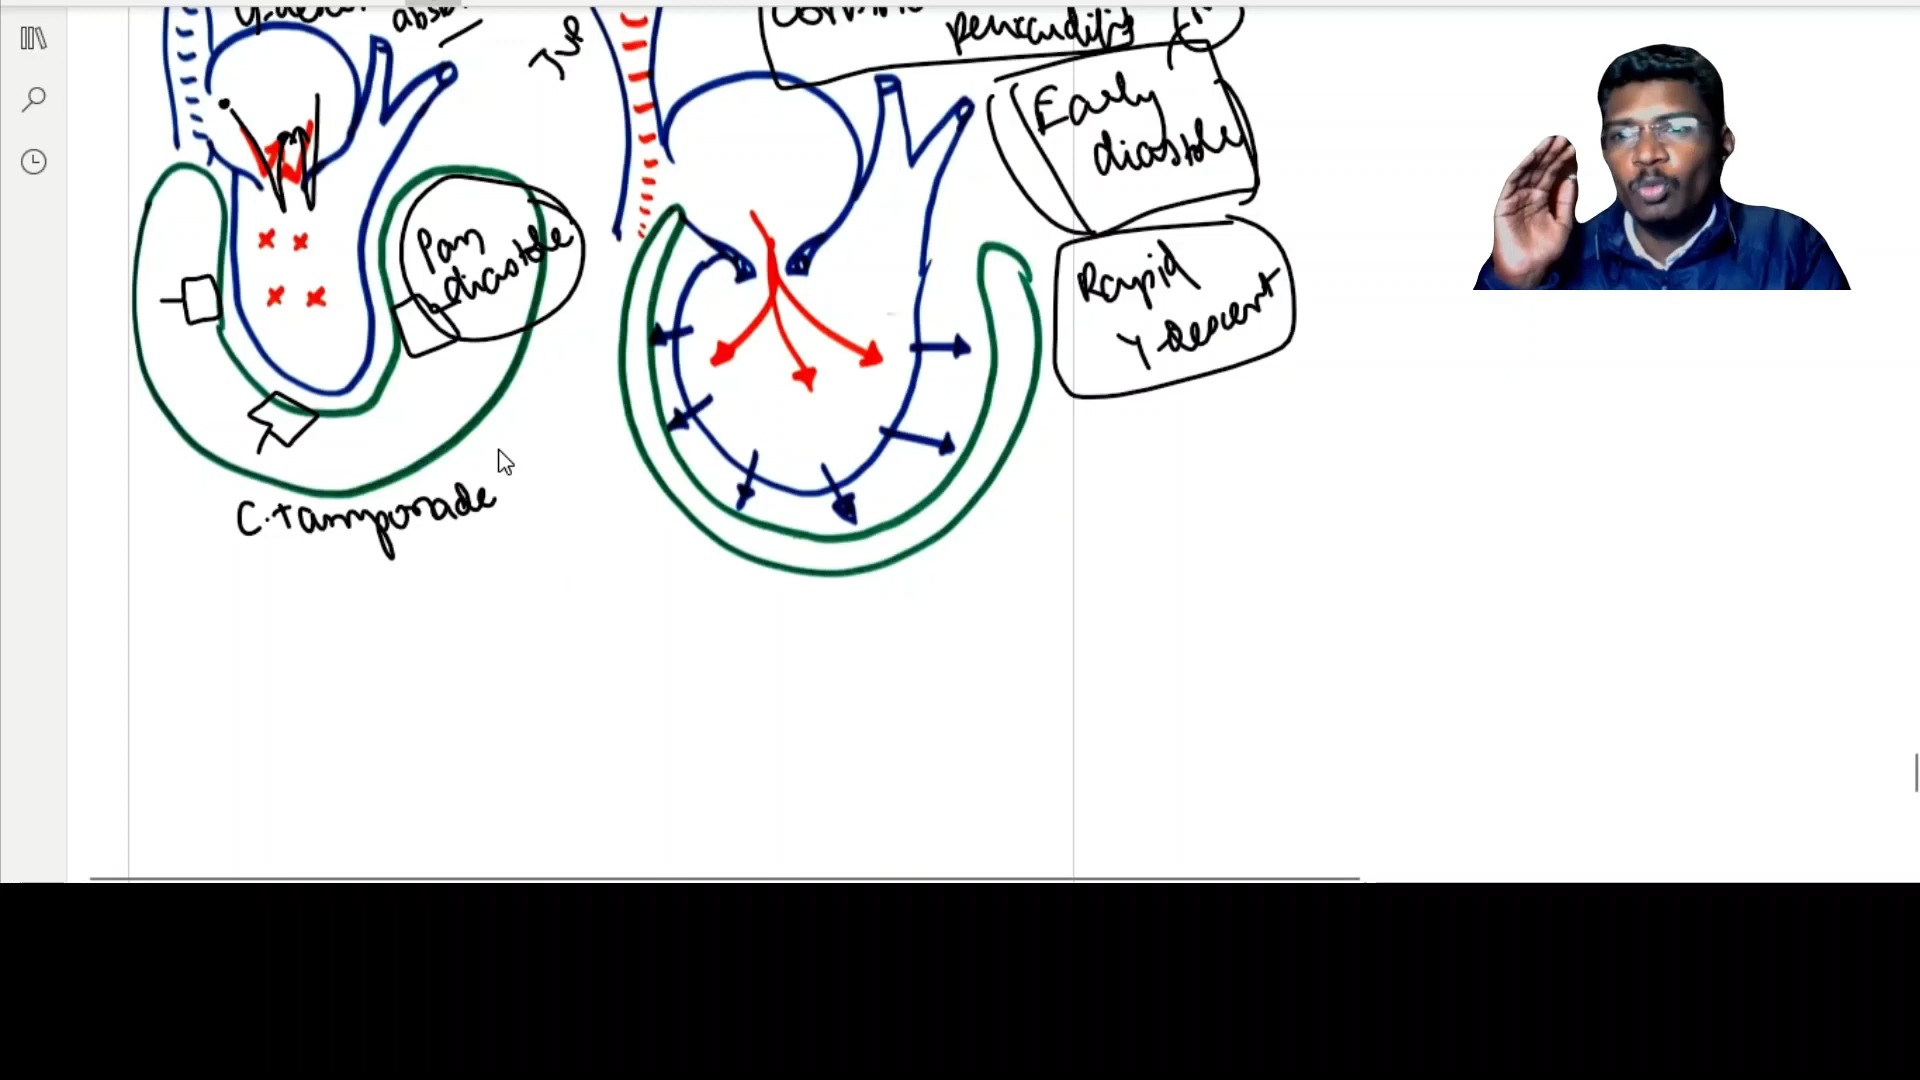 JVP
pericarditis
Early
diastole
Pan
diastole
Rapid
Y-descent
C.tamponade